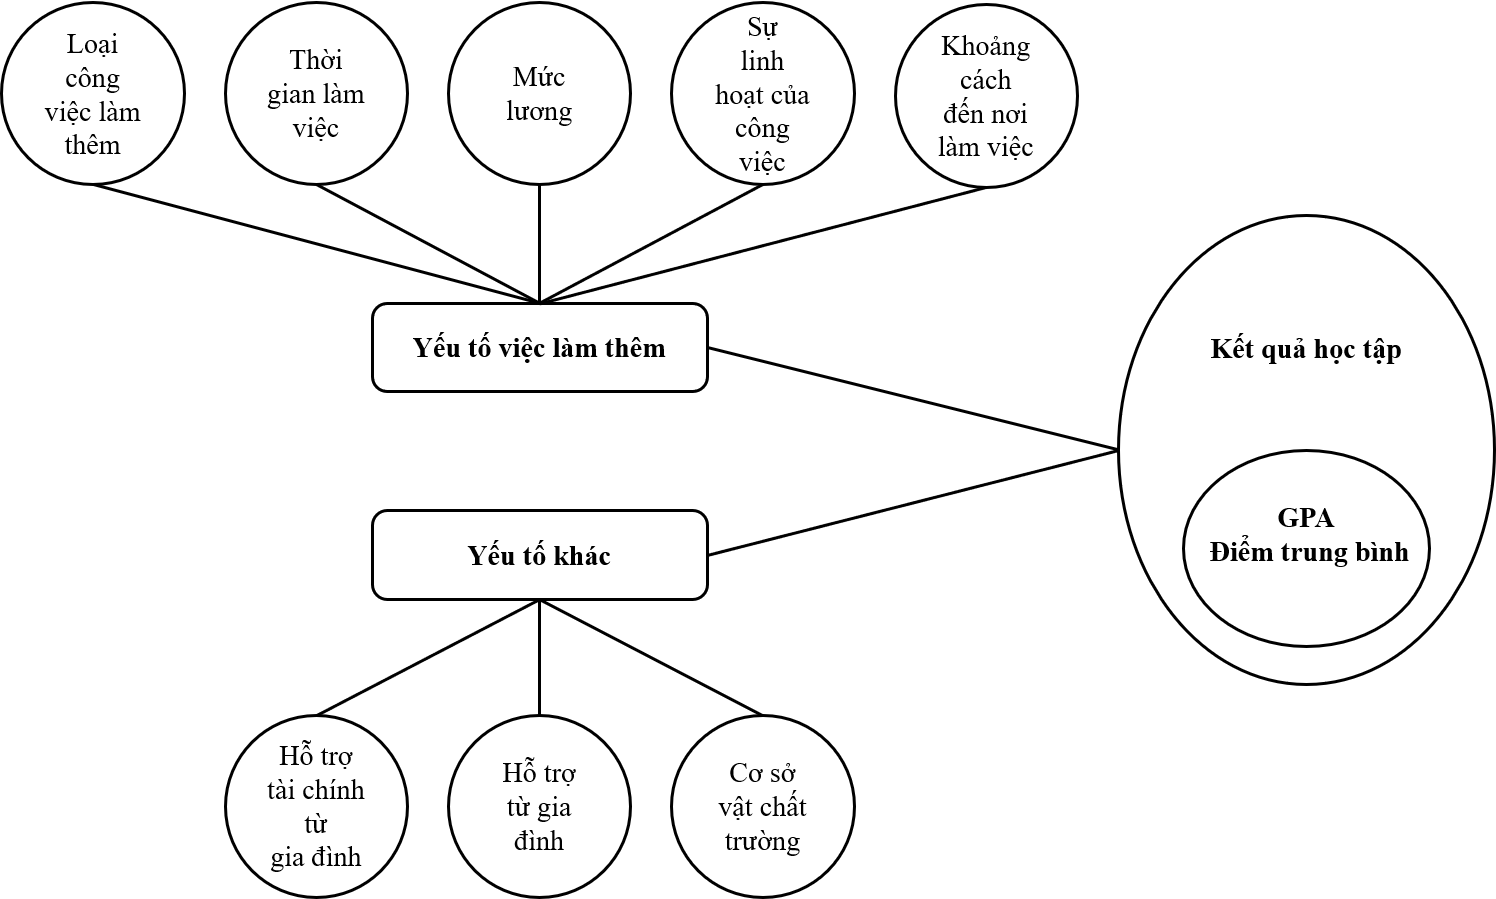 Loại
công
việc làm
thêm
Thời
gian làm
việc
Mức
lương
Sự
linh
hoạt của
công
việc
Khoảng
cách
đến nơi
làm việc
Yếu tố việc làm thêm
Kết quả học tập
GPA
Điểm trung bình
Yếu tố khác
Hỗ trợ
tài chính
từ
gia đình
Hỗ trợ
từ gia
đình
Cơ sở
vật chất
trường